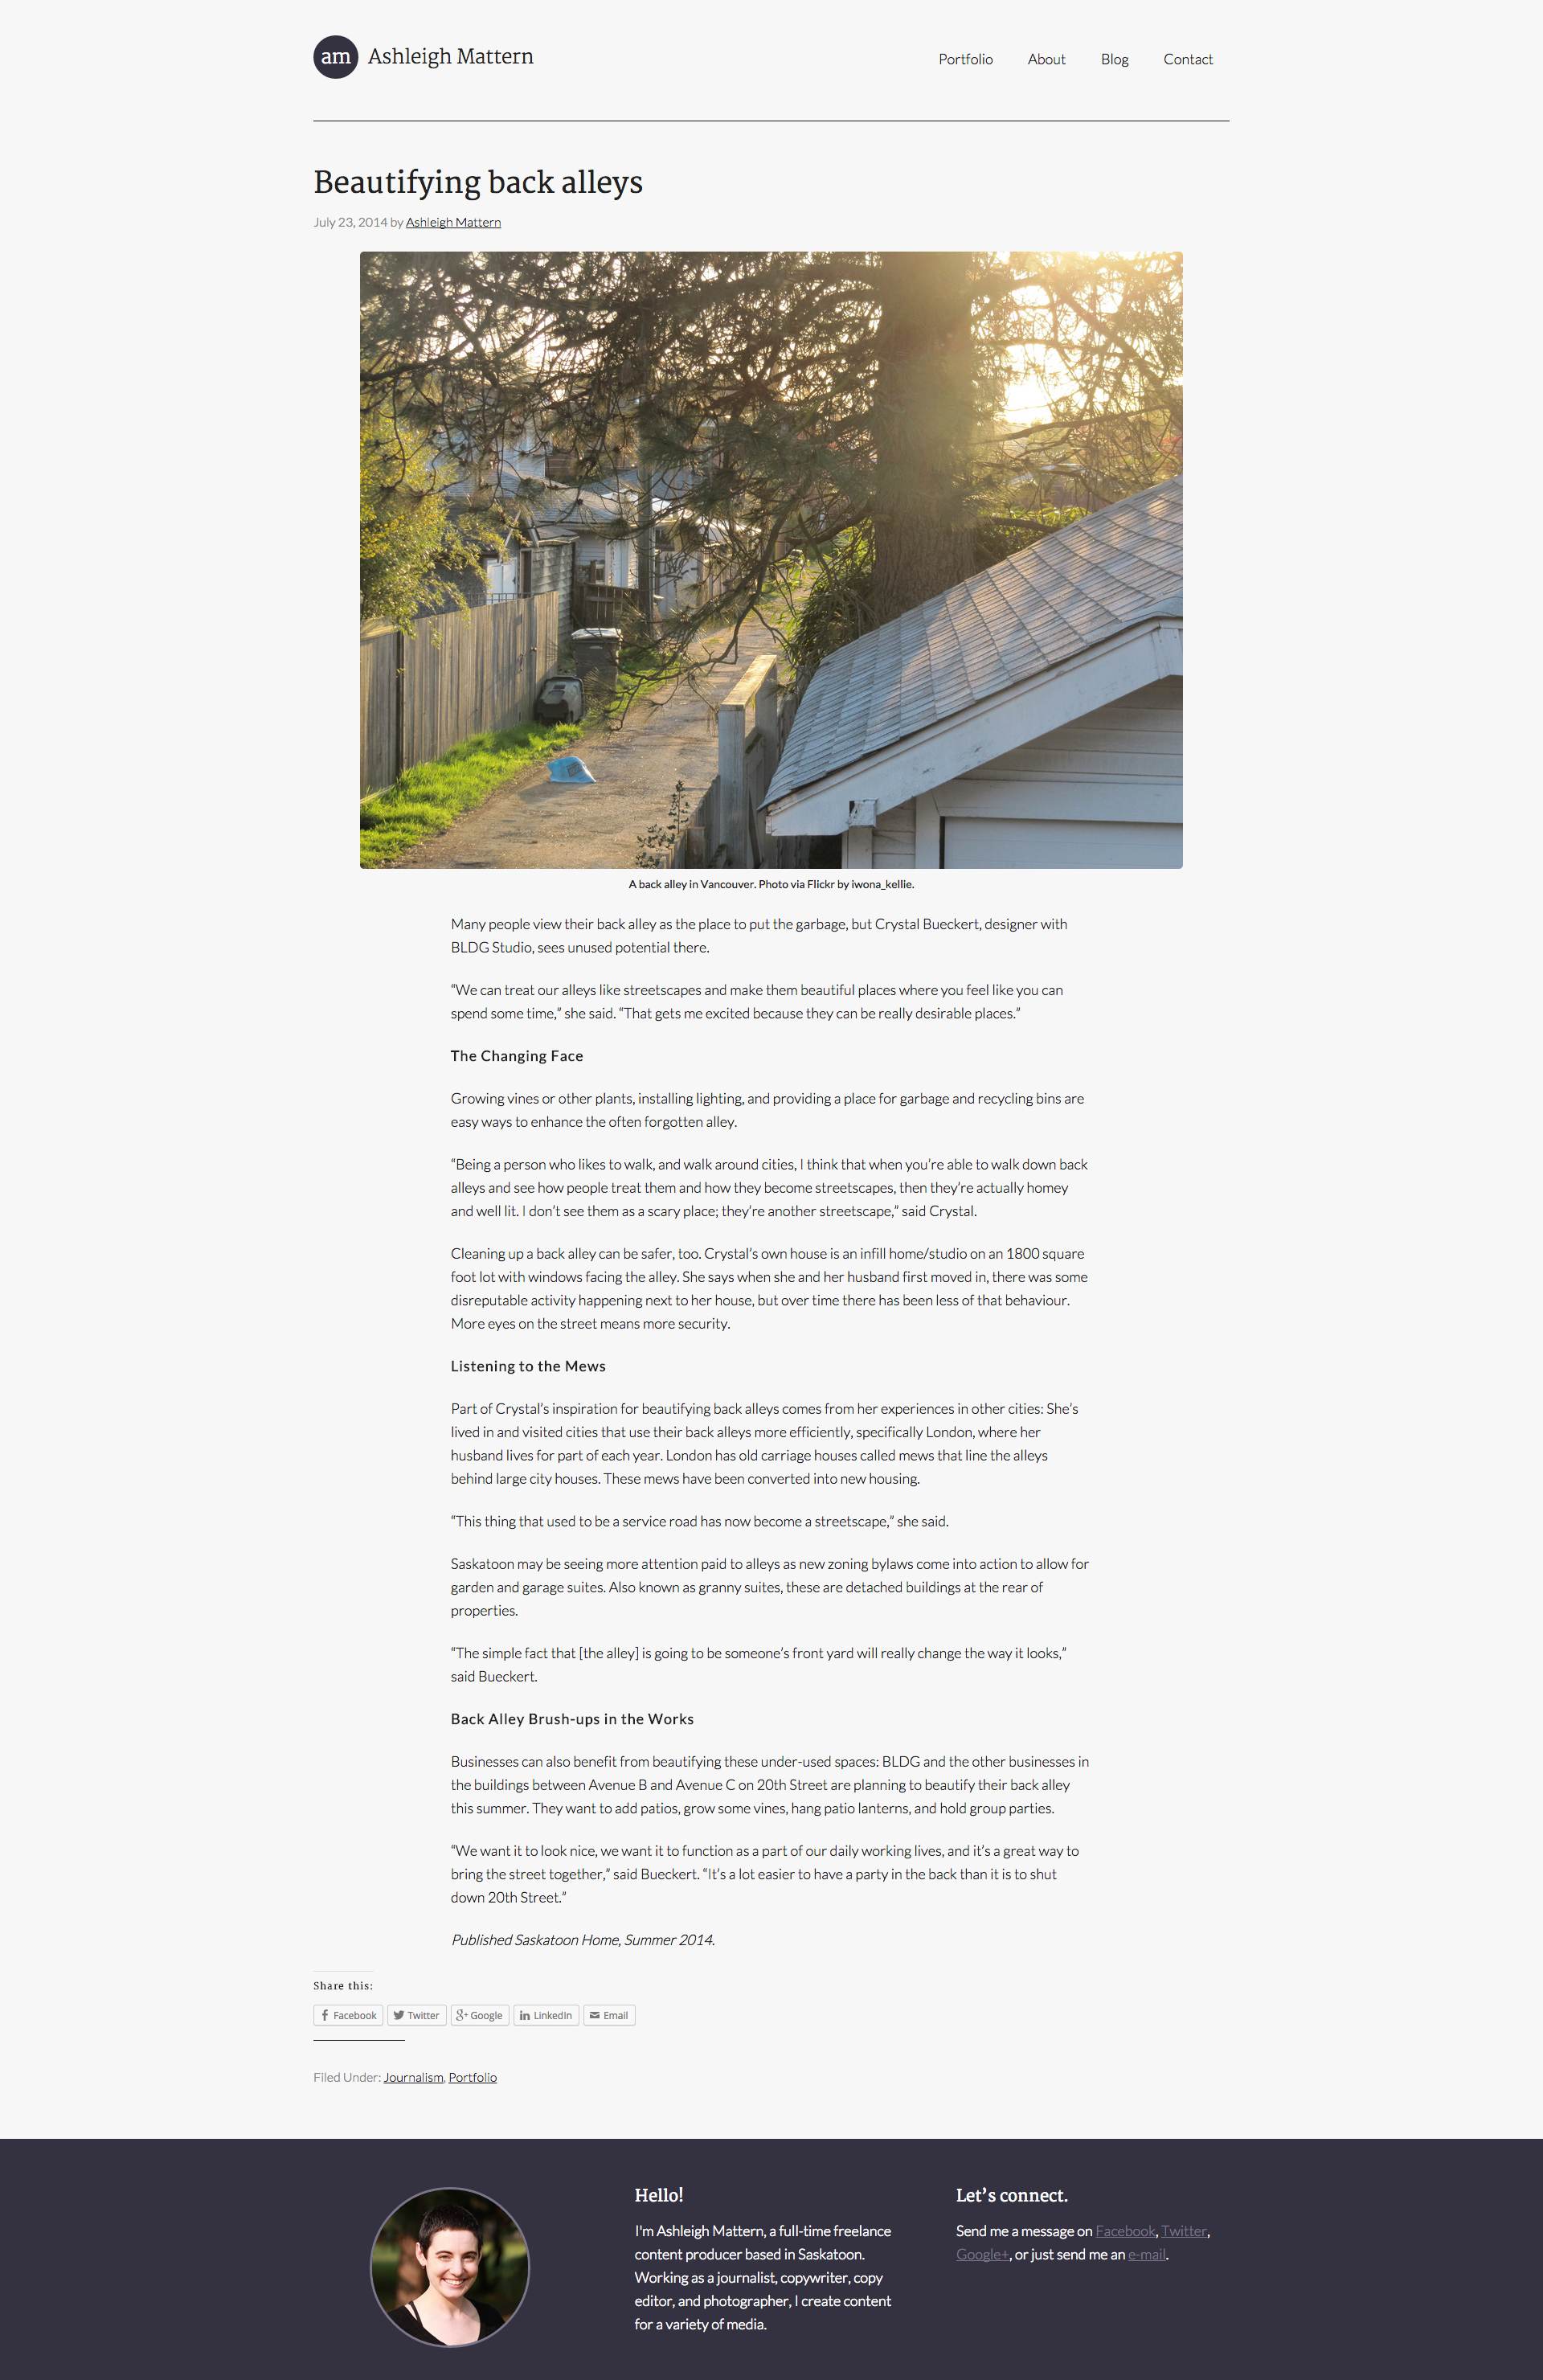 am Ashleigh Mattern
Portfolio About Blog Contact
Beautifying back alleys
July 23, 2014 by Ashleigh Mattern
A back alley in Vancouver. Photo via Flickr by iwona_kellie.
Many people view their back alley as the place to put the garbage, but Crystal Bueckert, designer with
BLDG Studio, sees unused potential there.
“We can treat our alleys like streetscapes and make them beautiful places where you feel like you can
spend some time,” she said. “That gets me excited because they can be really desirable places.”
The Changing Face
Growing vines or other plants, installing lighting, and providing a place for garbage and recycling bins are
easy ways to enhance the often forgotten alley.
“Being a person who likes to walk, and walk around cities, I think that when you’re able to walk down back
alleys and see how people treat them and how they become streetscapes, then they’re actually homey
and well lit. I don’t see them as a scary place; they’re another streetscape,” said Crystal.
Cleaning up a back alley can be safer, too. Crystal’s own house is an infill home/studio on an 1800 square
foot lot with windows facing the alley. She says when she and her husband first moved in, there was some
disreputable activity happening next to her house, but over time there has been less of that behaviour.
More eyes on the street means more security.
Listening to the Mews
Part of Crystal’s inspiration for beautifying back alleys comes from her experiences in other cities: She’s
lived in and visited cities that use their back alleys more efficiently, specifically London, where her
husband lives for part of each year. London has old carriage houses called mews that line the alleys
behind large city houses. These mews have been converted into new housing.
“This thing that used to be a service road has now become a streetscape,” she said.
Saskatoon may be seeing more attention paid to alleys as new zoning bylaws come into action to allow for
garden and garage suites. Also known as granny suites, these are detached buildings at the rear of
properties.
“The simple fact that [the alley] is going to be someone’s front yard will really change the way it looks,”
said Bueckert.
Back Alley Brush-ups in the Works
Businesses can also benefit from beautifying these under-used spaces: BLDG and the other businesses in
the buildings between Avenue B and Avenue C on 20th Street are planning to beautify their back alley
this summer. They want to add patios, grow some vines, hang patio lanterns, and hold group parties.
“We want it to look nice, we want it to function as a part of our daily working lives, and it’s a great way to
bring the street together,” said Bueckert. “It’s a lot easier to have a party in the back than it is to shut
down 20th Street.”
Published Saskatoon Home, Summer 2014.
Share this:
Facebook Twitter Google LinkedIn Email
Filed Under: Journalism, Portfolio
Hello!
I'm Ashleigh Mattern, a full-time freelance
content producer based in Saskatoon.
Working as a journalist, copywriter, copy
editor, and photographer, I create content
for a variety of media.
Let’s connect.
Send me a message on Facebook, Twitter,
Google+, or just send me an e-mail.